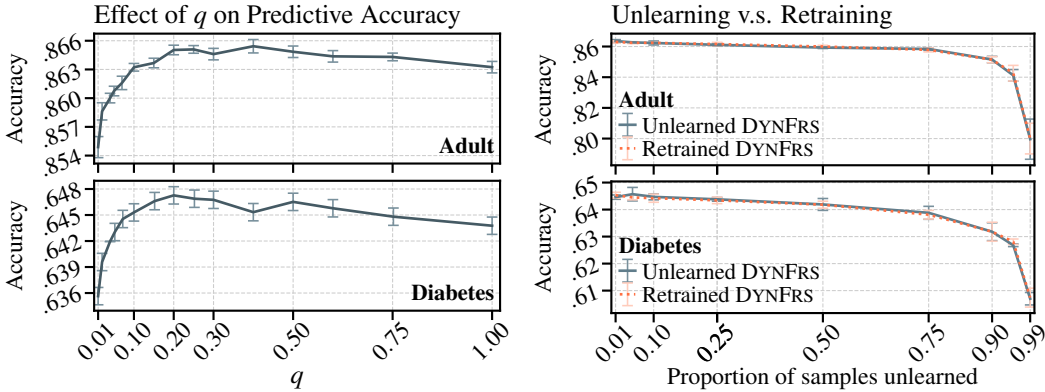 Effect of q on Predictive Accuracy
Accuracy
.866
.863
.860
.857
.854
Adult
Accuracy
.648
.645
.642
.639
.636
Diabetes
0.01
0.10
0.20
0.30
0.50
0.75
1.00
q
Unlearning v.s. Retraining
Accuracy
.86
.84
.82
.80
Adult
Unlearned DYNFRS
Retrained DYNFRS
Accuracy
.65
.64
.63
.62
.61
Diabetes
Unlearned DYNFRS
Retrained DYNFRS
0.01
0.10
0.25
0.50
0.75
0.90
0.99
Proportion of samples unlearned